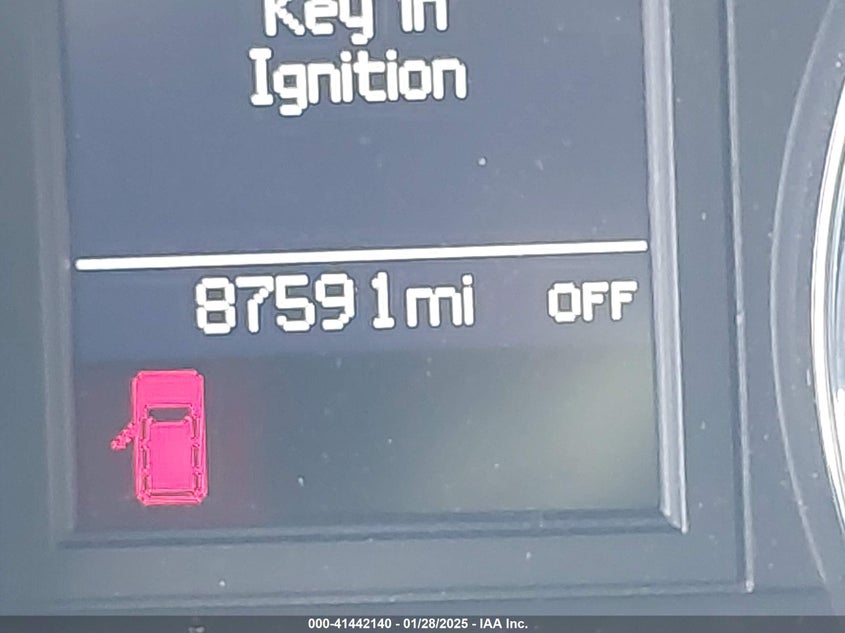 Key in
Ignition
87591mi OFF
000-41442140 - 01/28/2025 - IAA Inc.